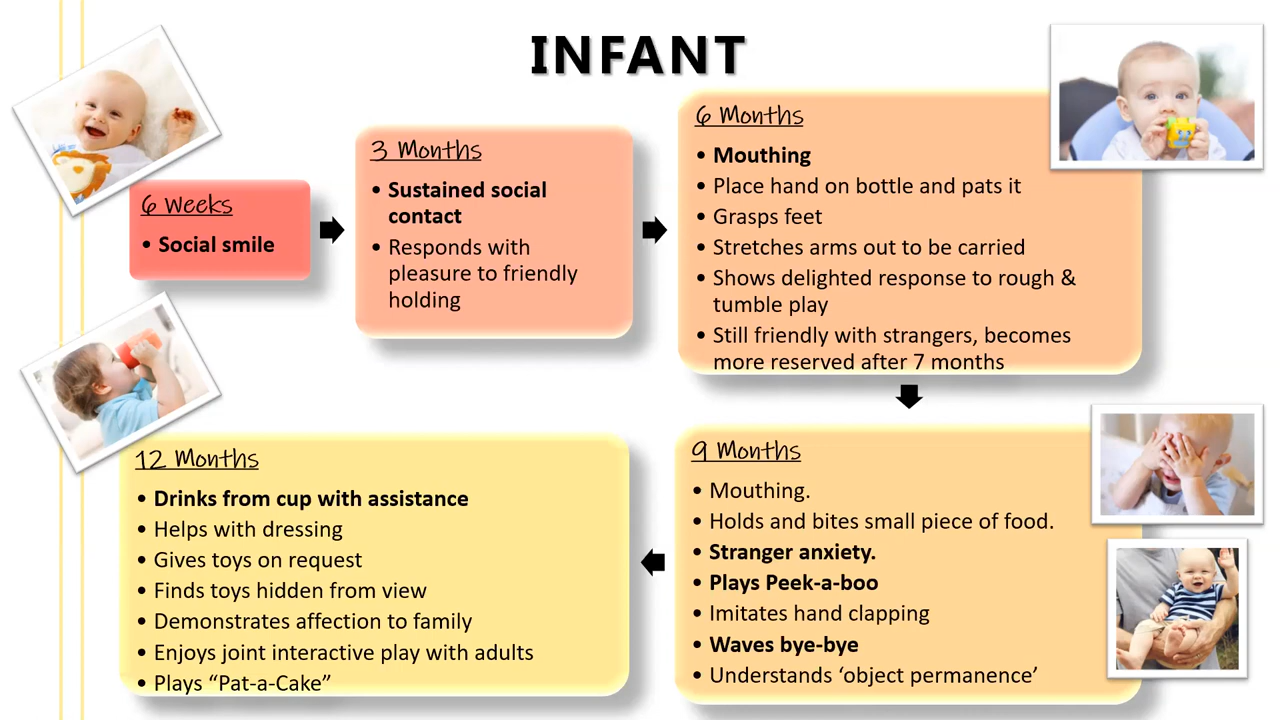 INFANT
6 Weeks
• Social smile
3 Months
• Sustained social
contact
• Responds with
pleasure to friendly
holding
6 Months
• Mouthing
• Place hand on bottle and pats it
• Grasps feet
• Stretches arms out to be carried
• Shows delighted response to rough &
tumble play
• Still friendly with strangers, becomes
more reserved after 7 months
9 Months
• Mouthing.
• Holds and bites small piece of food.
• Stranger anxiety.
• Plays Peek-a-boo
• Imitates hand clapping
• Waves bye-bye
• Understands ‘object permanence’
12 Months
• Drinks from cup with assistance
• Helps with dressing
• Gives toys on request
• Finds toys hidden from view
• Demonstrates affection to family
• Enjoys joint interactive play with adults
• Plays “Pat-a-Cake”